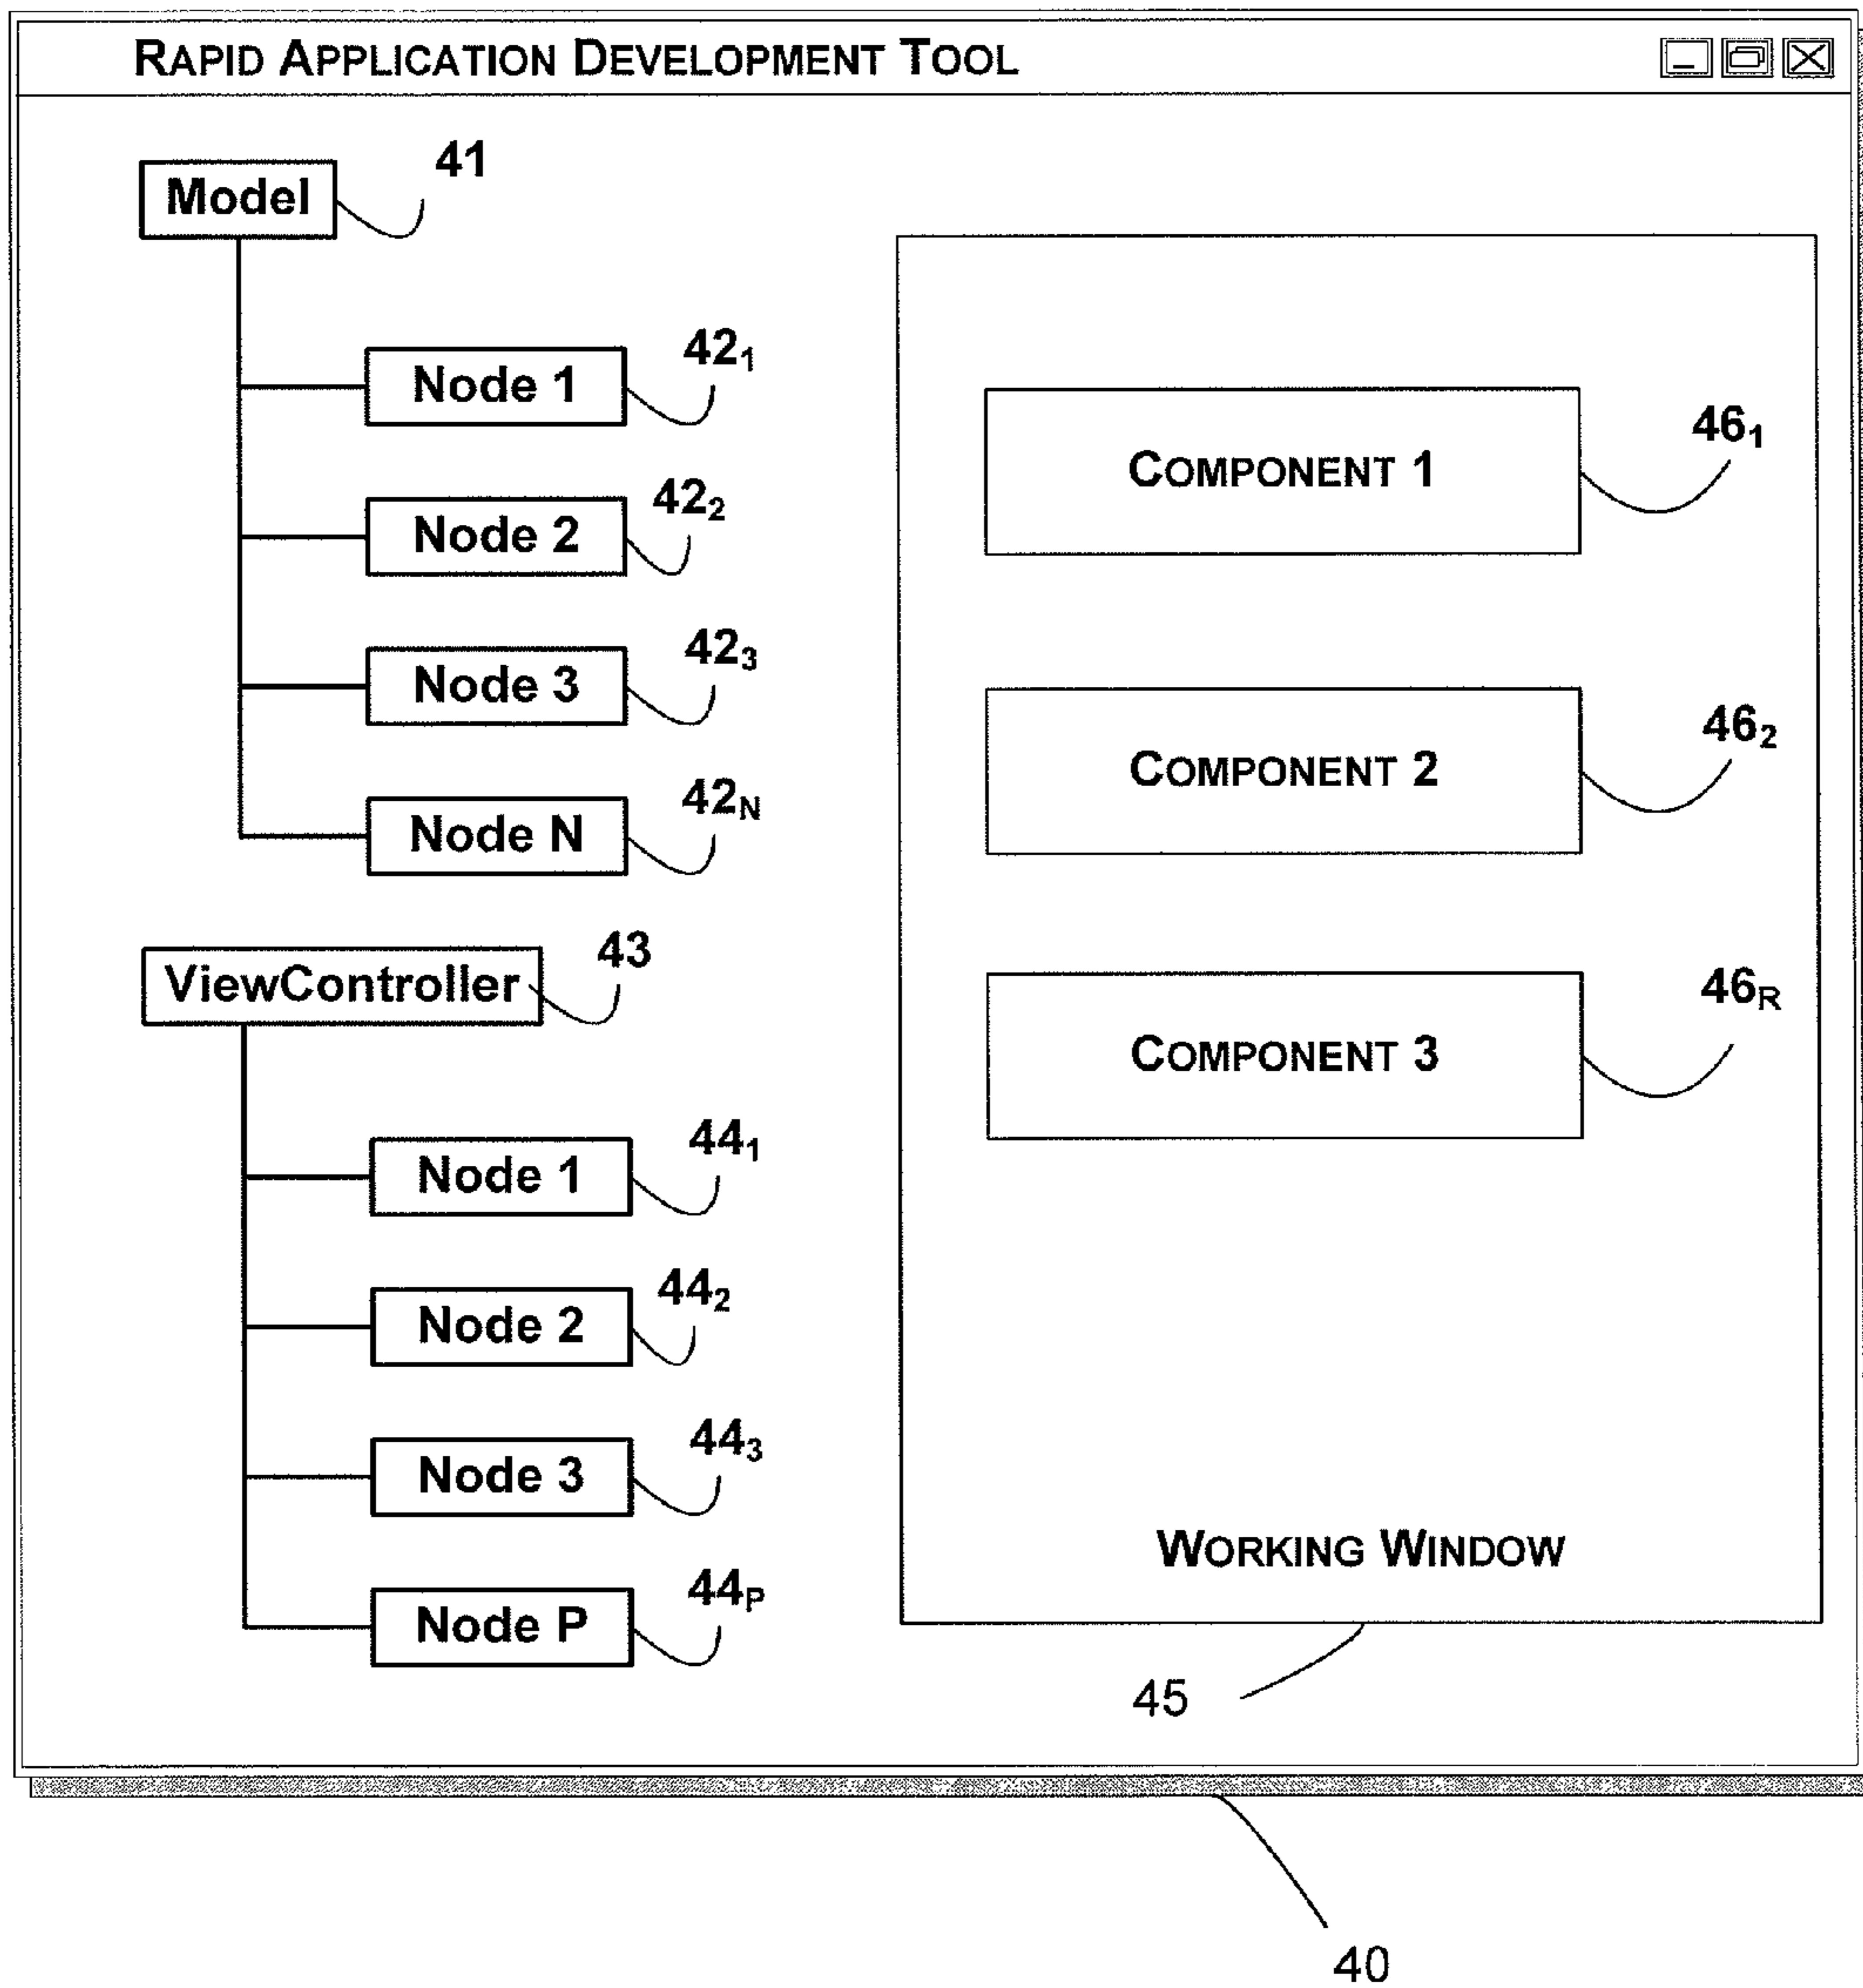 RAPID APPLICATION DEVELOPMENT TOOL
41
Model
42₁
Node 1
42₂
Node 2
42₃
Node 3
42N
Node N
43
ViewController
44₁
Node 1
44₂
Node 2
44₃
Node 3
44P
Node P
46₁
COMPONENT 1
46₂
COMPONENT 2
46R
COMPONENT 3
WORKING WINDOW
45
40